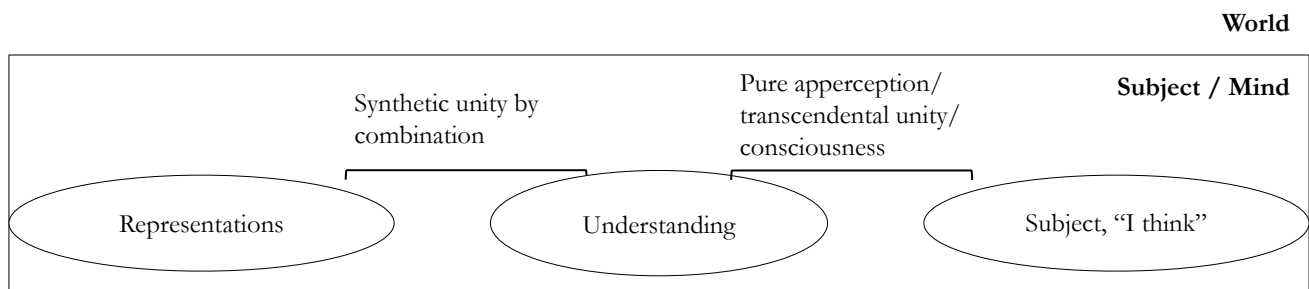 World
Subject / Mind
Pure apperception/
transcendental unity/
consciousness
Synthetic unity by
combination
Representations
Understanding
Subject, “I think”